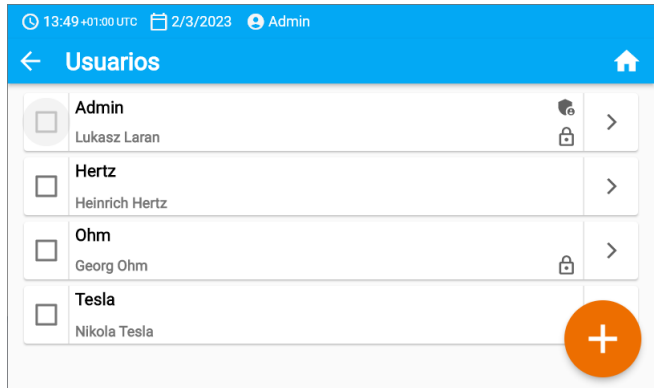 13:49 +01:00 UTC 2/3/2023 Admin
Usuarios
Admin
Lukasz Laran
Hertz
Heinrich Hertz
Ohm
Georg Ohm
Tesla
Nikola Tesla